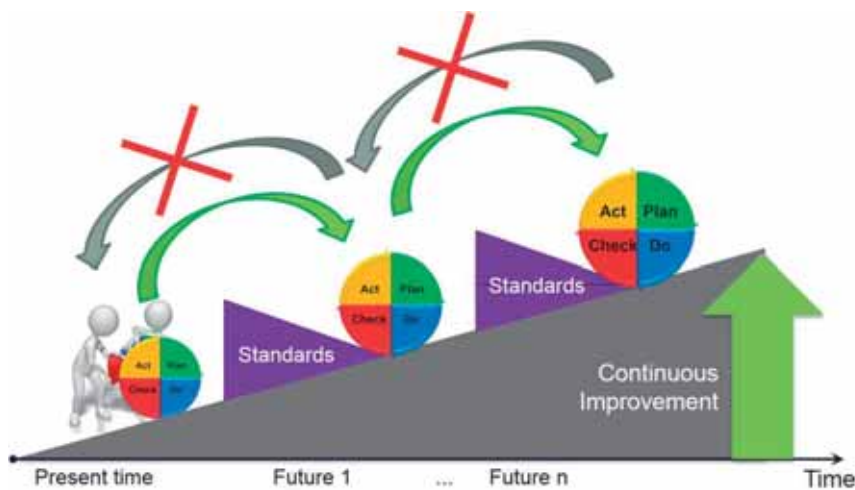 Act Plan
Check Do
Standards
Act Plan
Check Do
Standards
Act Plan
Check Do
Continuous
Improvement
Present time
Future 1
...
Future n
Time